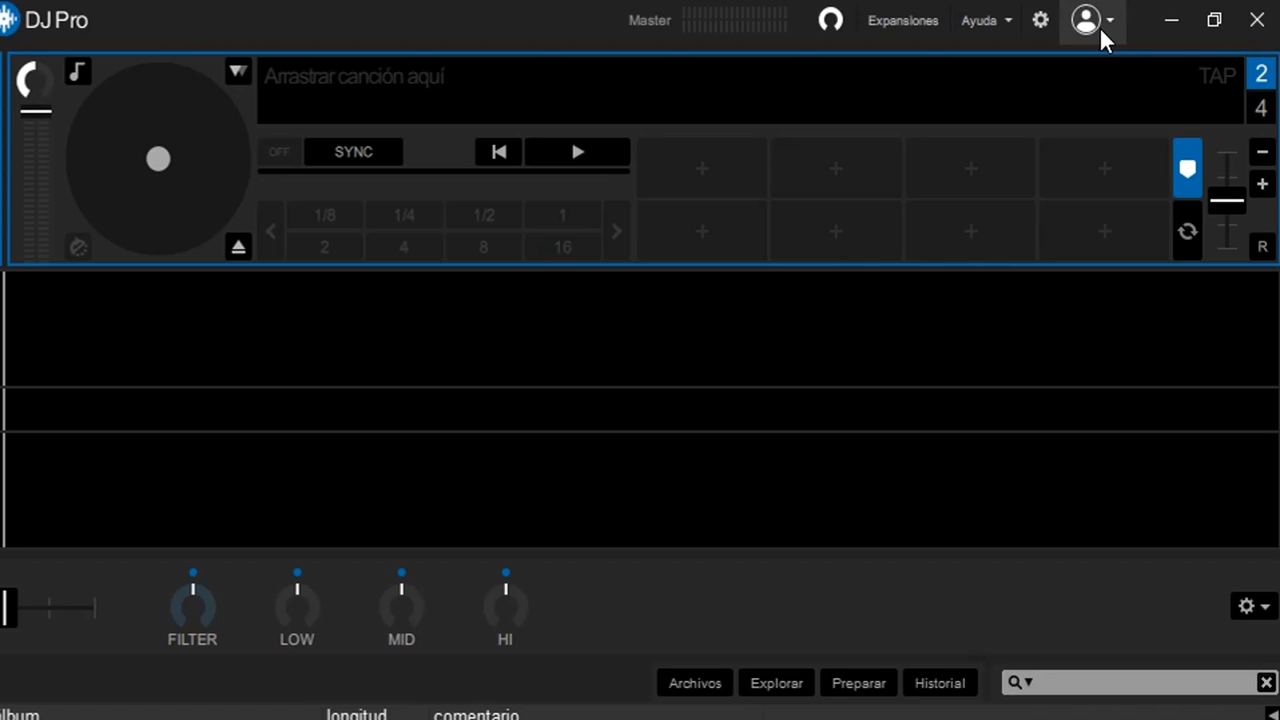 DJ Pro
Master
Expansiones
Ayuda
Arrastrar canción aquí
TAP
2
4
OFF
SYNC
1/8 1/4 1/2 1
2 4 8 16
R
FILTER LOW MID HI
Archivos Explorar Preparar Historial
álbum longitud comentario